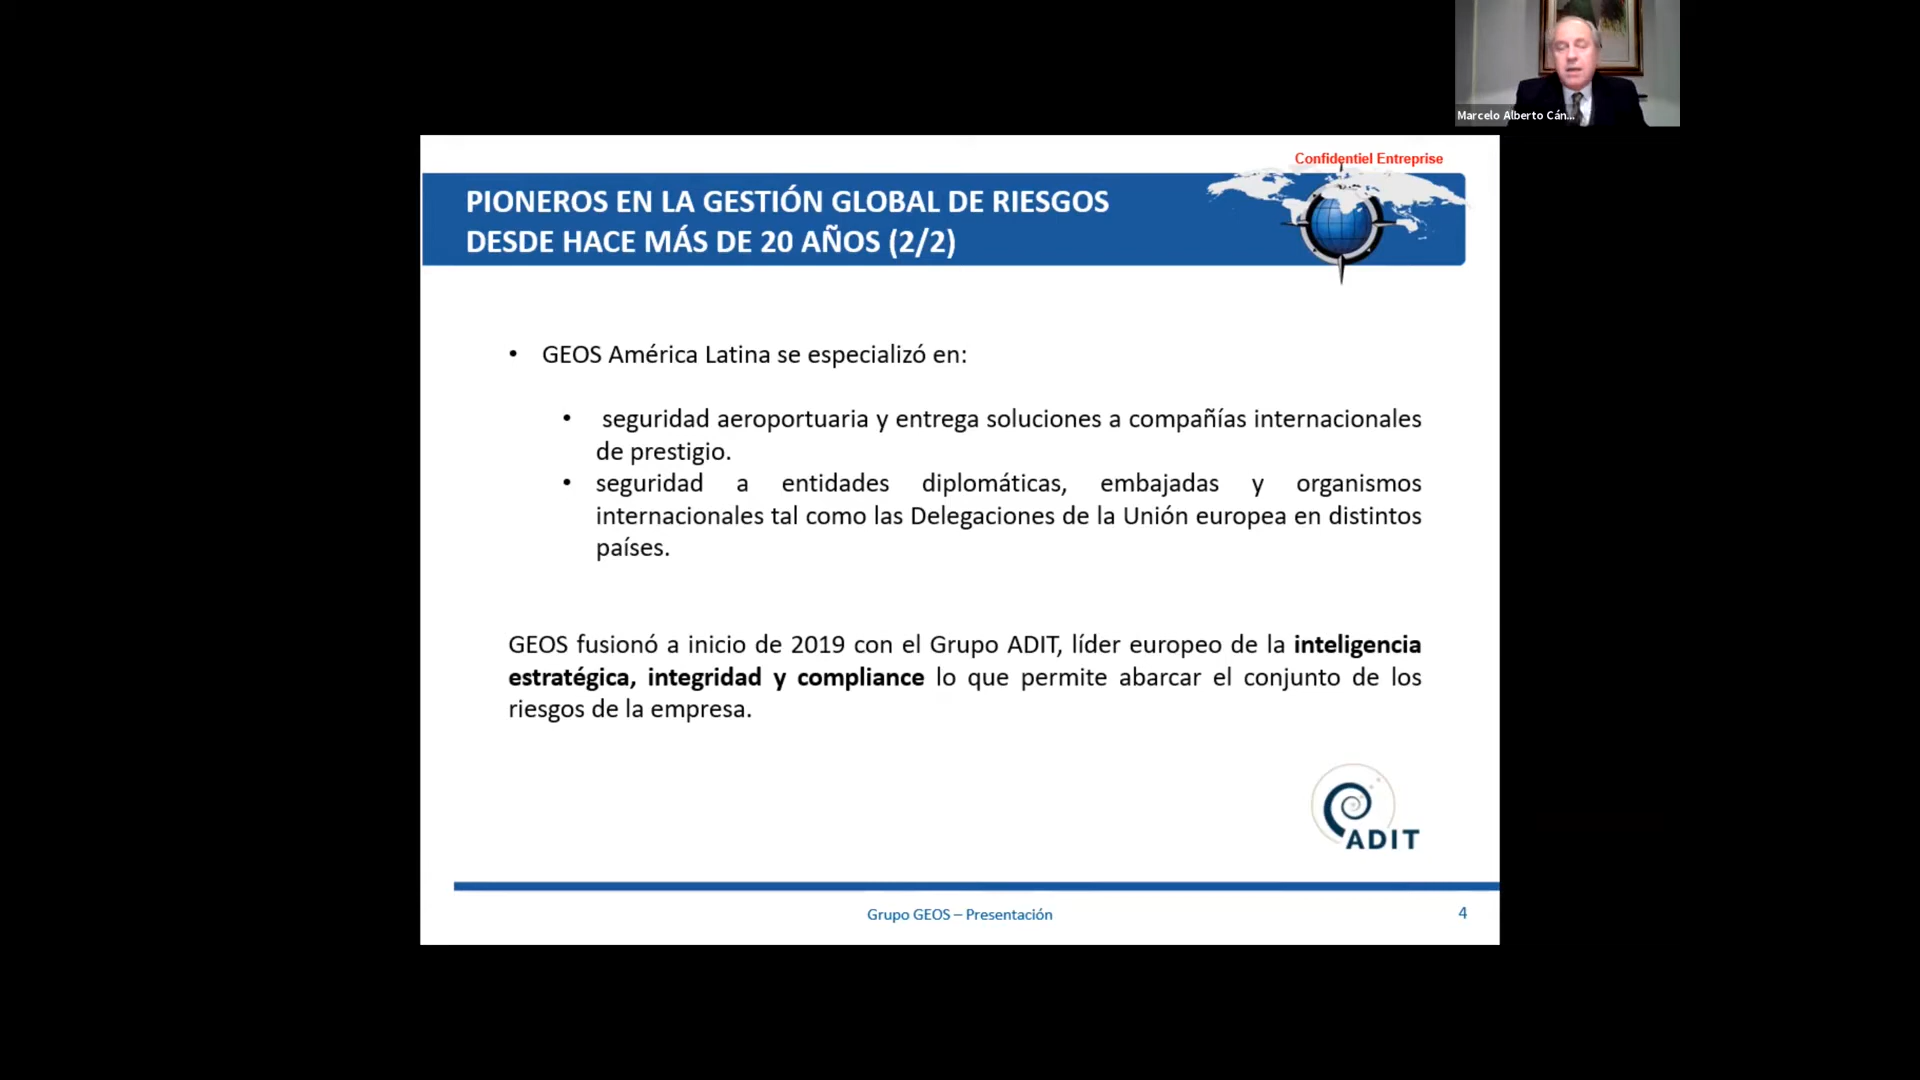 Marcelo Alberto Cán...
Confidentiel Entreprise
PIONEROS EN LA GESTIÓN GLOBAL DE RIESGOS
DESDE HACE MÁS DE 20 AÑOS (2/2)
• GEOS América Latina se especializó en:
• seguridad aeroportuaria y entrega soluciones a compañías internacionales
de prestigio.
• seguridad a entidades diplomáticas, embajadas y organismos
internacionales tal como las Delegaciones de la Unión europea en distintos
países.
GEOS fusionó a inicio de 2019 con el Grupo ADIT, líder europeo de la inteligencia
estratégica, integridad y compliance lo que permite abarcar el conjunto de los
riesgos de la empresa.
ADIT
Grupo GEOS – Presentación
4